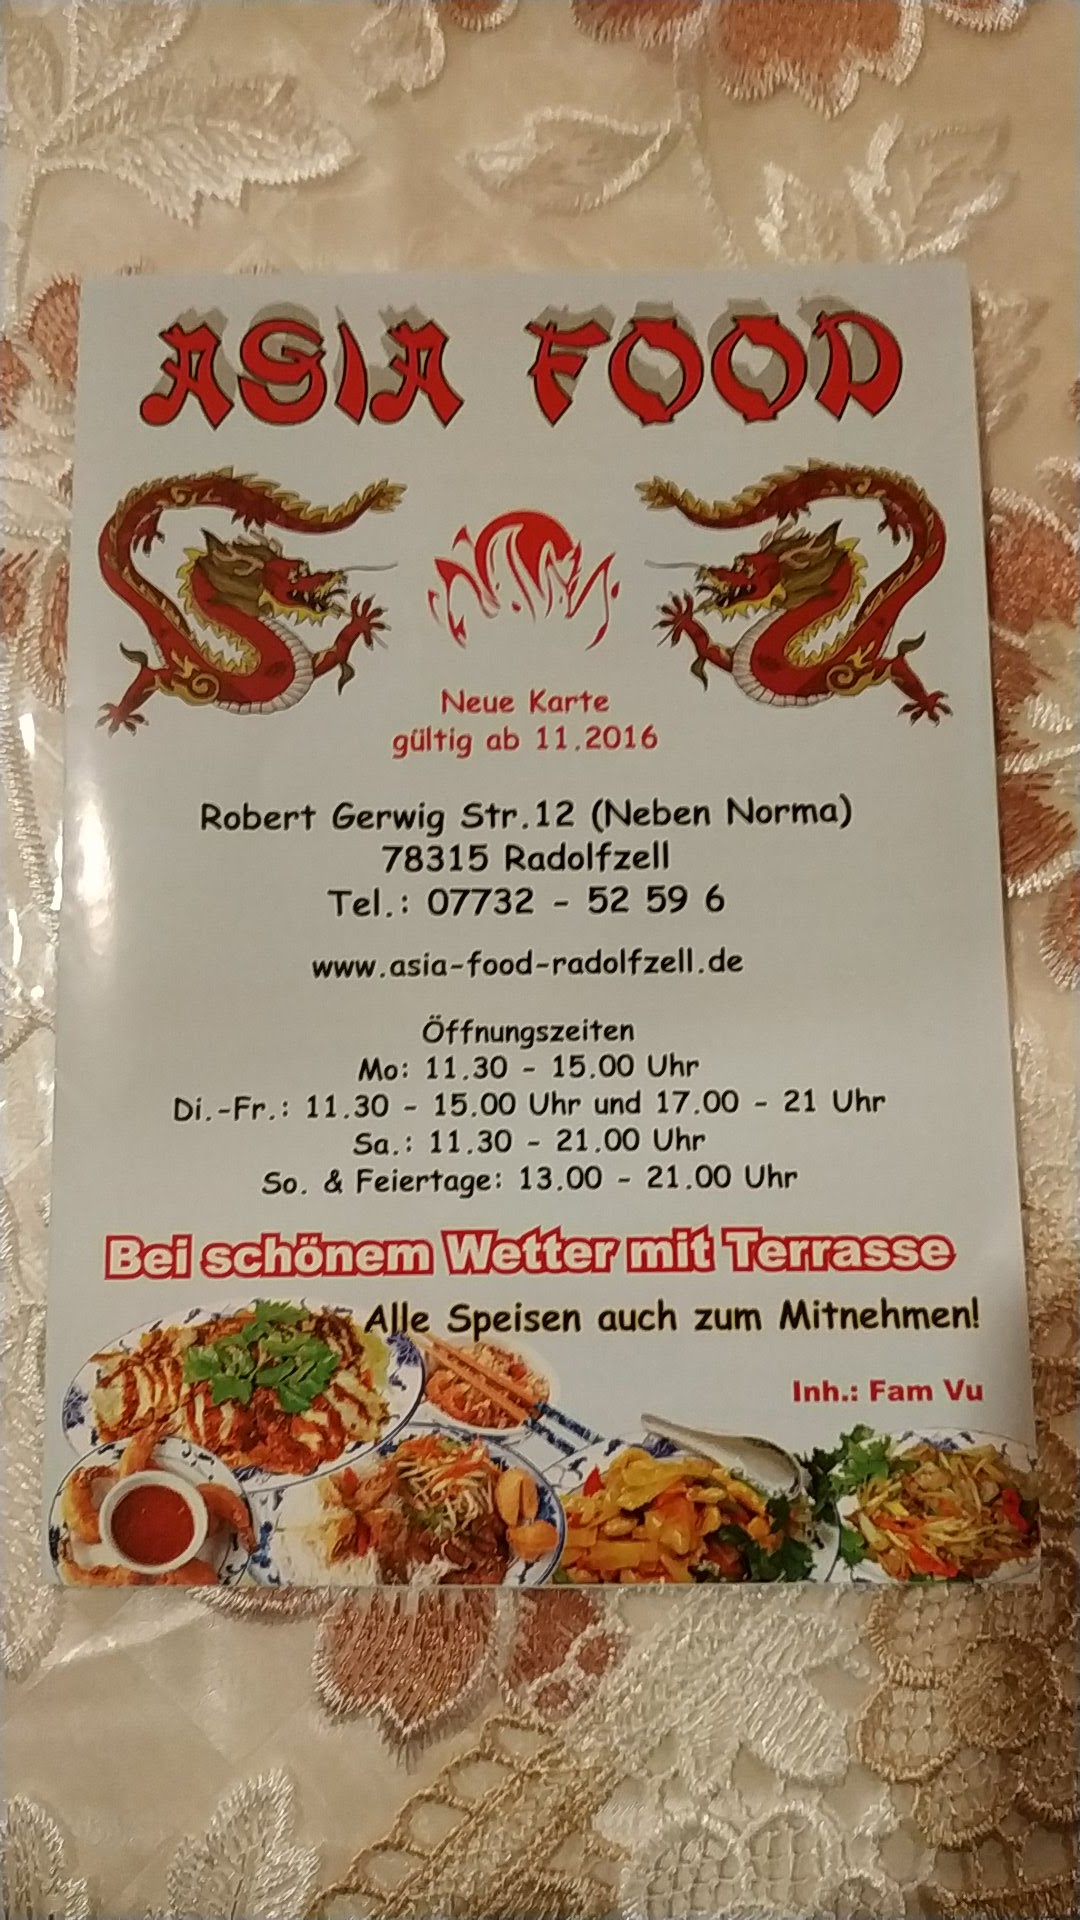 ASIA FOOD
Neue Karte
gültig ab 11.2016
Robert Gerwig Str.12 (Neben Norma)
78315 Radolfzell
Tel.: 07732 - 52 59 6
www.asia-food-radolfzell.de
Öffnungszeiten
Mo: 11.30 - 15.00 Uhr
Di.-Fr.: 11.30 - 15.00 Uhr und 17.00 - 21 Uhr
Sa.: 11.30 - 21.00 Uhr
So. & Feiertage: 13.00 - 21.00 Uhr
Bei schönem Wetter mit Terrasse
Alle Speisen auch zum Mitnehmen!
Inh.: Fam Vu